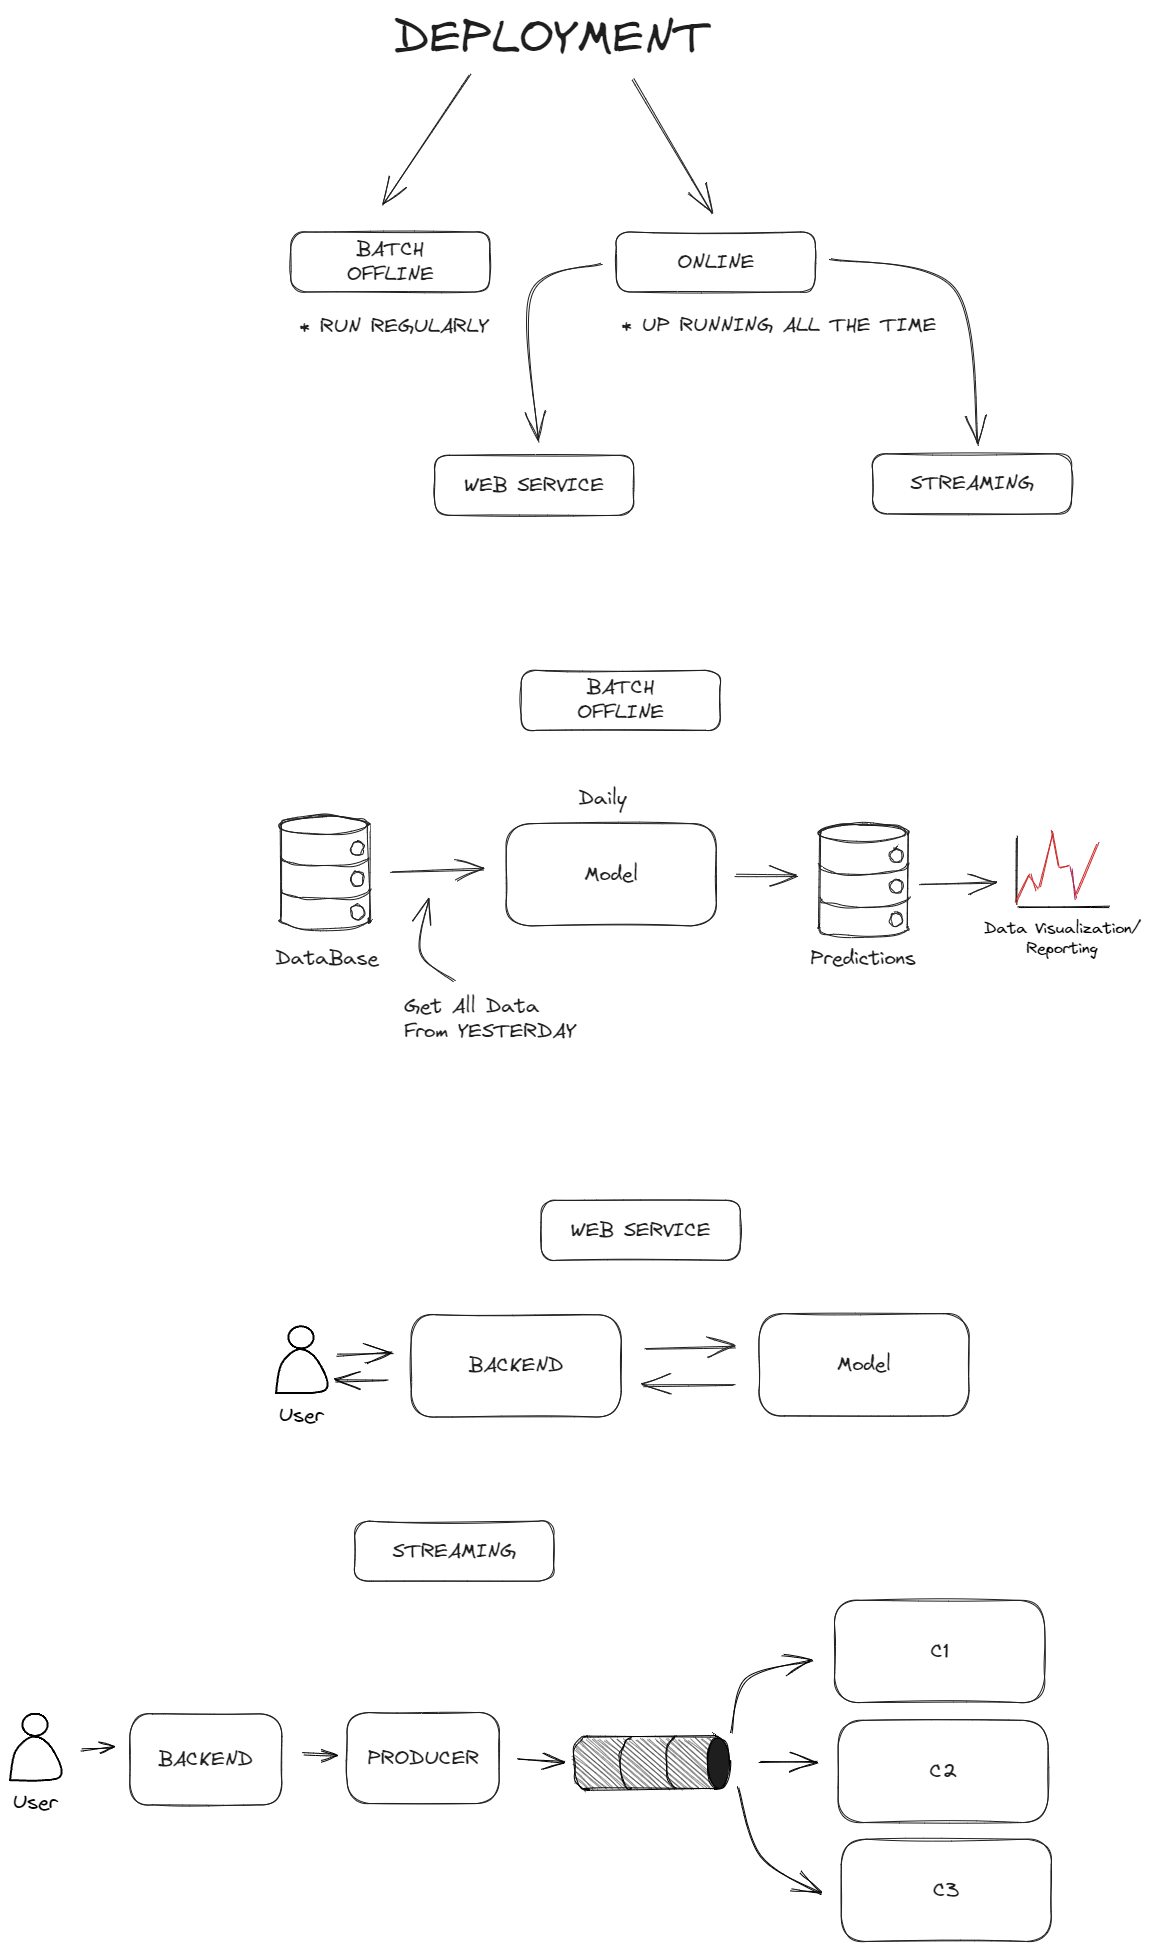 DEPLOYMENT
BATCH
OFFLINE
ONLINE
* RUN REGULARLY
* UP RUNNING ALL THE TIME
WEB SERVICE
STREAMING
BATCH
OFFLINE
Daily
Model
DataBase
Predictions
Data Visualization/
Reporting
Get All Data
From YESTERDAY
WEB SERVICE
BACKEND
Model
User
STREAMING
C1
BACKEND
PRODUCER
C2
User
C3